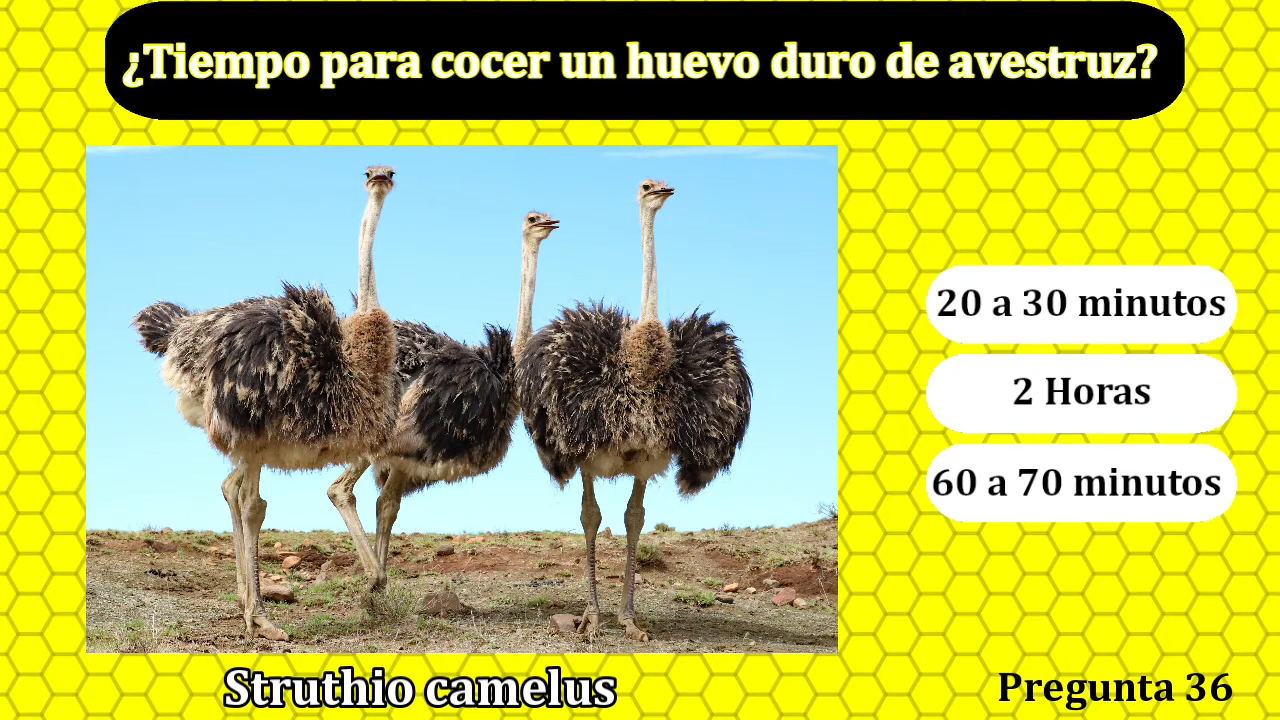 ¿Tiempo para cocer un huevo duro de avestruz?
20 a 30 minutos
2 Horas
60 a 70 minutos
Struthio camelus
Pregunta 36